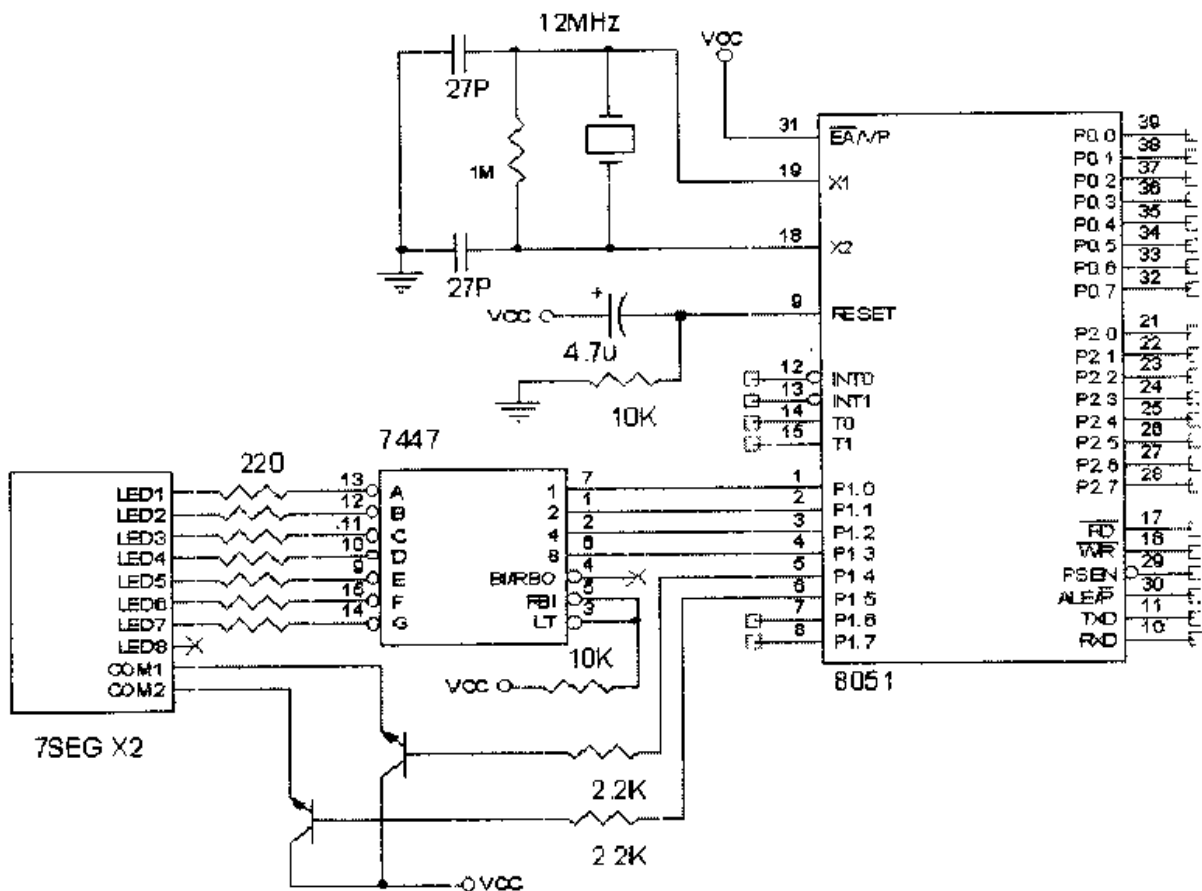 12MHz
VCC
27P
1M
27P
31 EA/VP
19 X1
18 X2
9 RESET
VCC
4.7u
10K
12 INT0
13 INT1
14 T0
15 T1
1 P1.0
2 P1.1
3 P1.2
4 P1.3
5 P1.4
6 P1.5
7 P1.6
8 P1.7
P0.0 39
P0.1 38
P0.2 37
P0.3 36
P0.4 35
P0.5 34
P0.6 33
P0.7 32
P2.0 21
P2.1 22
P2.2 23
P2.3 24
P2.4 25
P2.5 26
P2.6 27
P2.7 28
RD 17
WR 16
PSEN 29
ALE/P 30
TXD 11
RXD 10
8051
7447
220
13 A
12 B
11 C
10 D
9 E
15 F
14 G
1 7
2 1
4 2
8 6
BI/RBO 4
RBI 5
LT 3
LED1
LED2
LED3
LED4
LED5
LED6
LED7
LED8
COM1
COM2
7SEG X2
10K
VCC
2.2K
2.2K
VCC